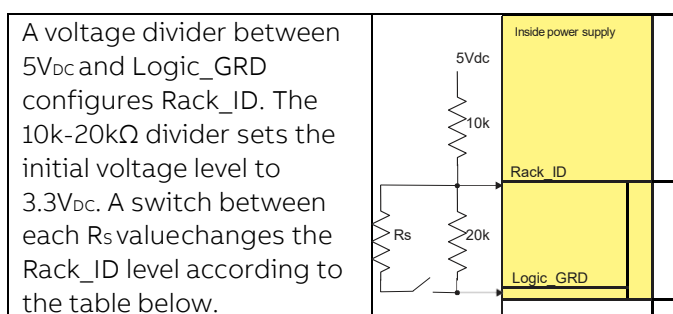 A voltage divider between
5VDC and Logic_GRD
configures Rack_ID. The
10k-20kΩ divider sets the
initial voltage level to
3.3VDC. A switch between
each Rs valuechanges the
Rack_ID level according to
the table below.
Inside power supply
5Vdc
10k
Rack_ID
Rs
20k
Logic_GRD